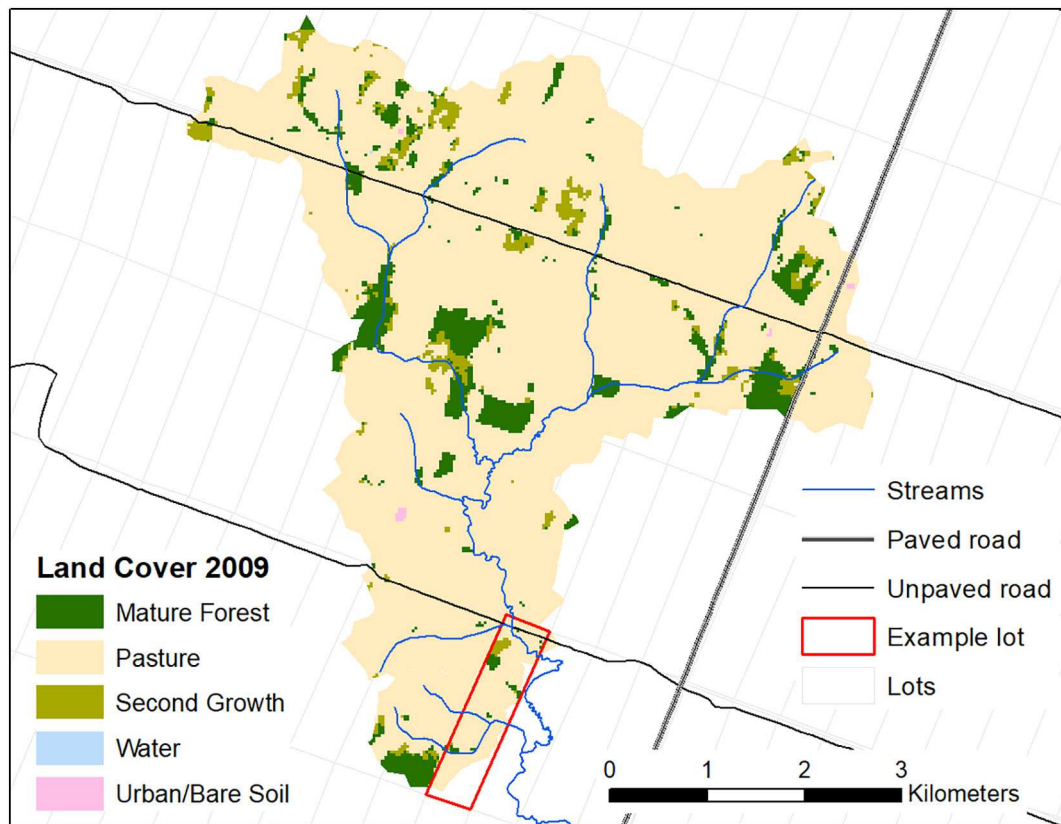 Land Cover 2009
Mature Forest
Pasture
Second Growth
Water
Urban/Bare Soil
Streams
Paved road
Unpaved road
Example lot
Lots
0 1 2 3
Kilometers